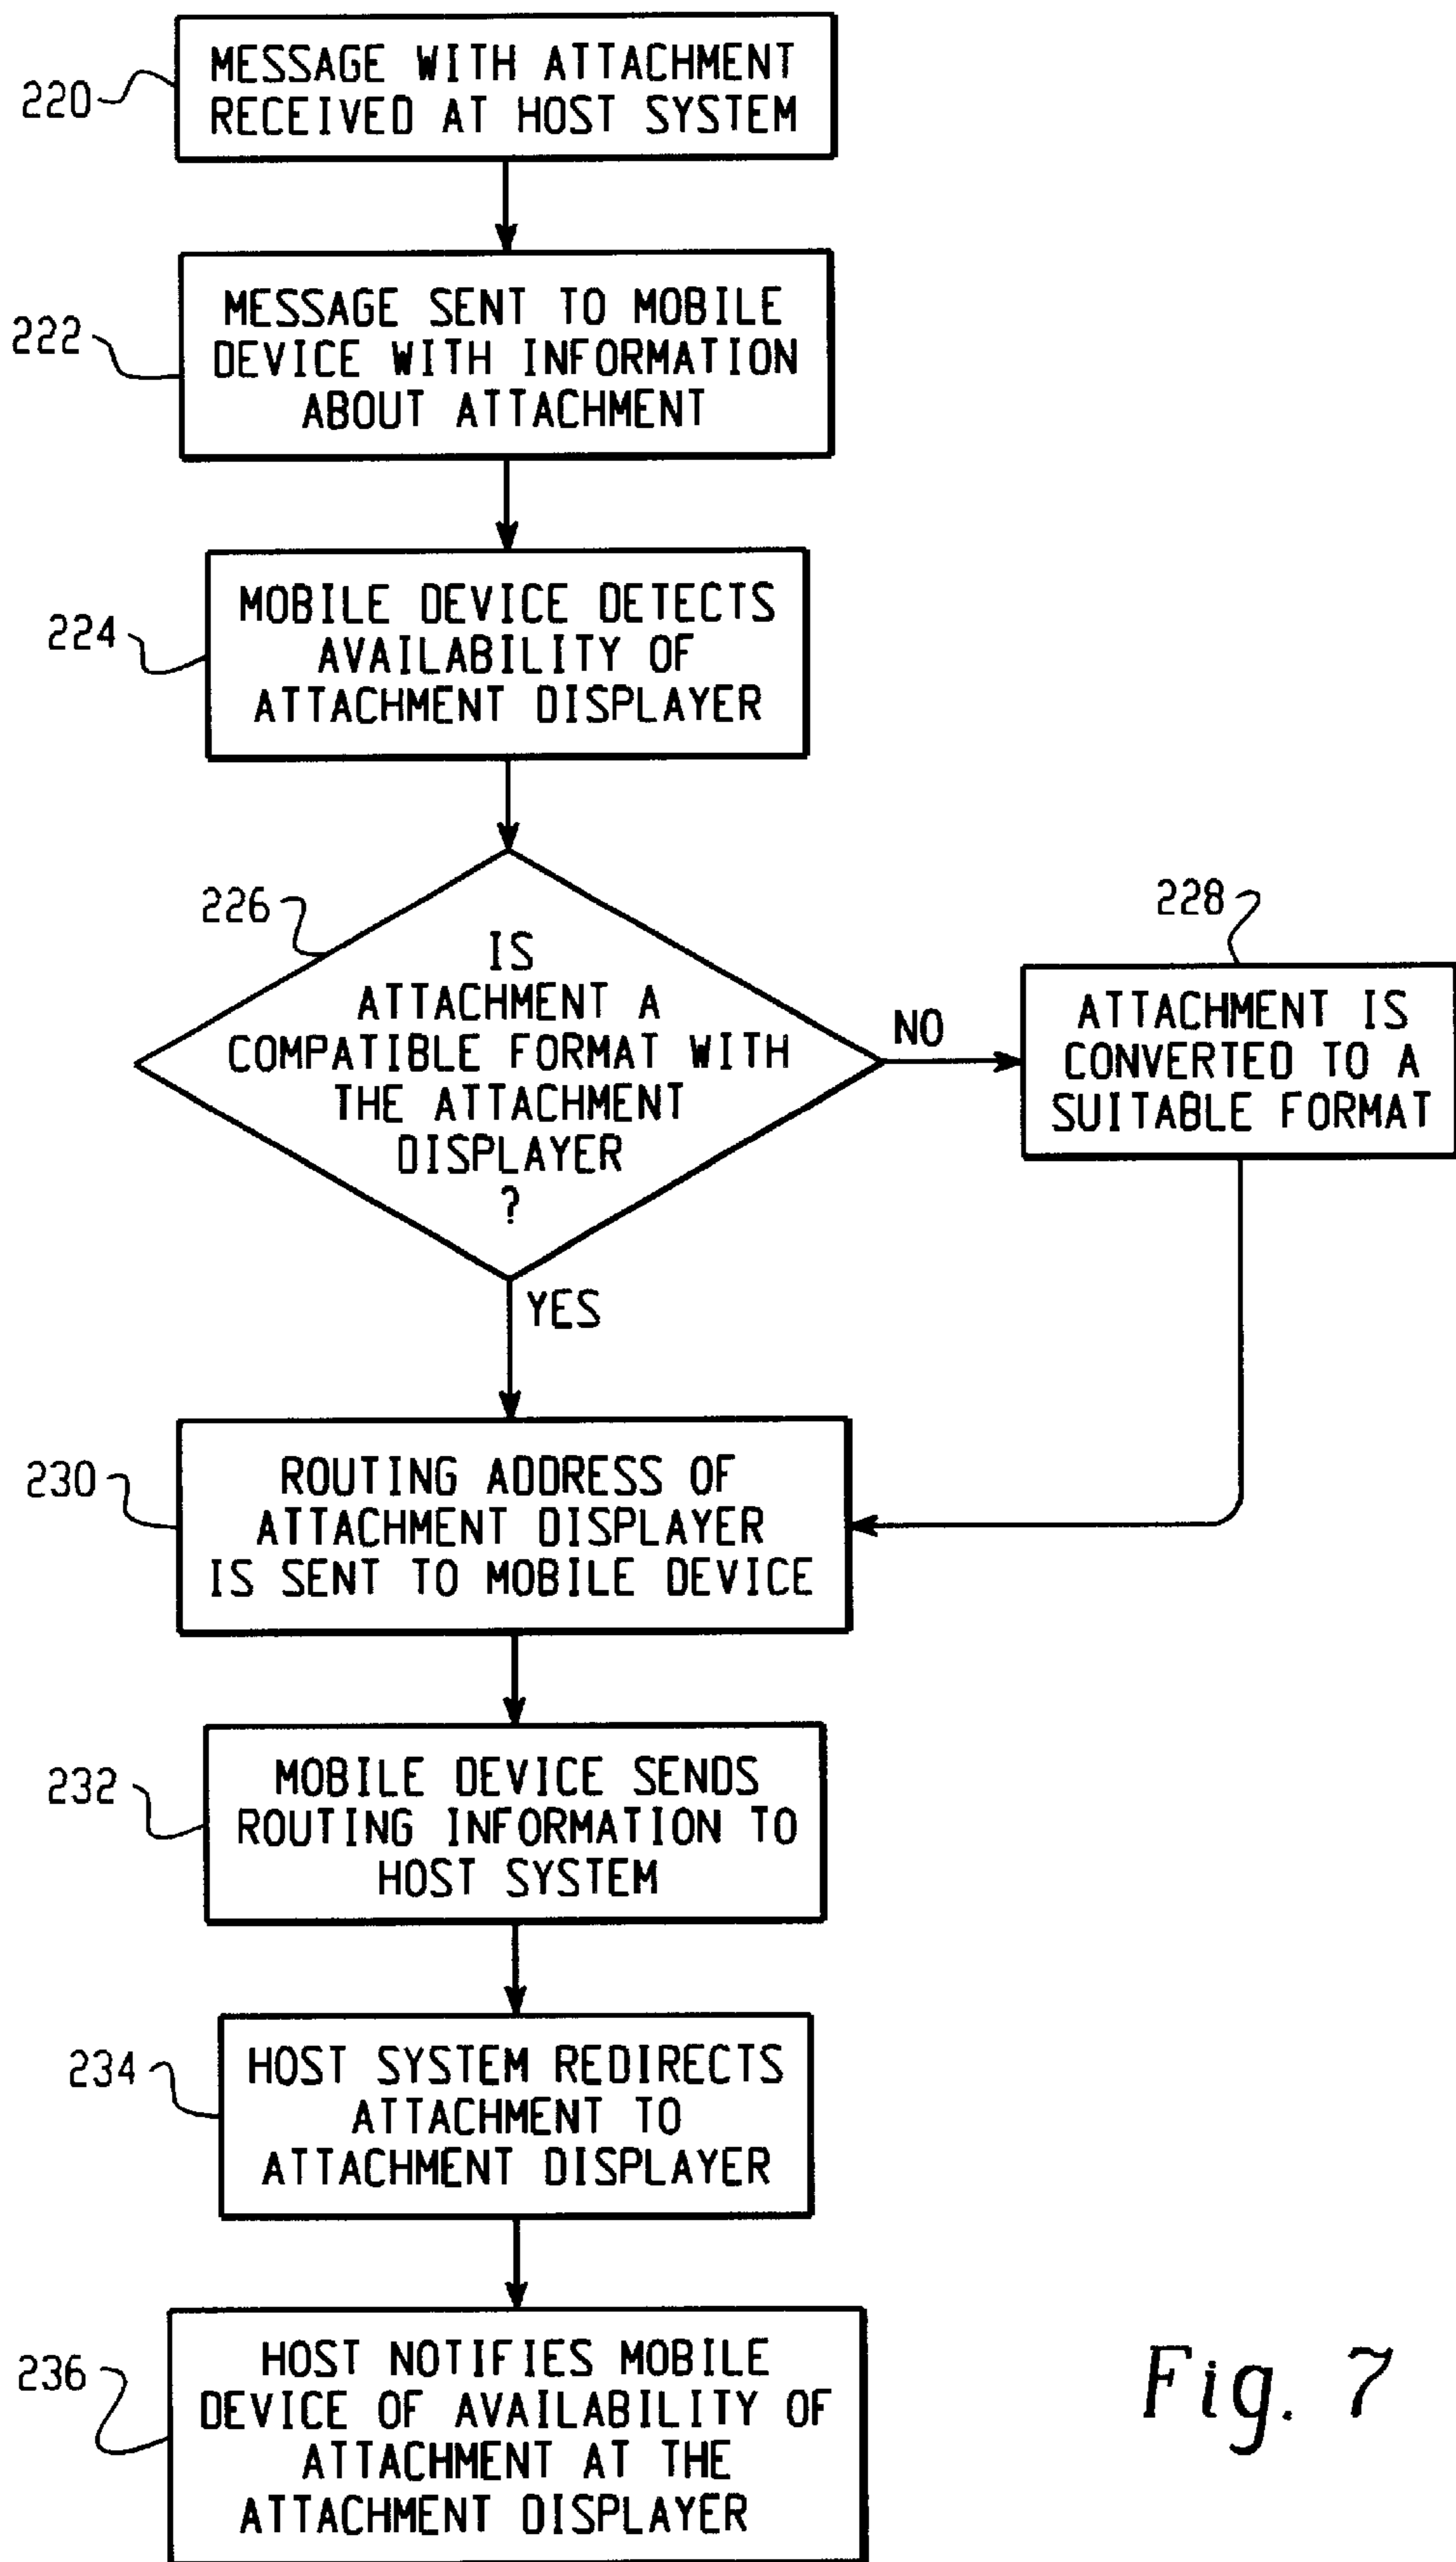 220
MESSAGE WITH ATTACHMENT
RECEIVED AT HOST SYSTEM
222
MESSAGE SENT TO MOBILE
DEVICE WITH INFORMATION
ABOUT ATTACHMENT
224
MOBILE DEVICE DETECTS
AVAILABILITY OF
ATTACHMENT DISPLAYER
226
IS
ATTACHMENT A
COMPATIBLE FORMAT WITH
THE ATTACHMENT
DISPLAYER
?
NO
228
ATTACHMENT IS
CONVERTED TO A
SUITABLE FORMAT
YES
230
ROUTING ADDRESS OF
ATTACHMENT DISPLAYER
IS SENT TO MOBILE DEVICE
232
MOBILE DEVICE SENDS
ROUTING INFORMATION TO
HOST SYSTEM
234
HOST SYSTEM REDIRECTS
ATTACHMENT TO
ATTACHMENT DISPLAYER
236
HOST NOTIFIES MOBILE
DEVICE OF AVAILABILITY OF
ATTACHMENT AT THE
ATTACHMENT DISPLAYER
Fig. 7